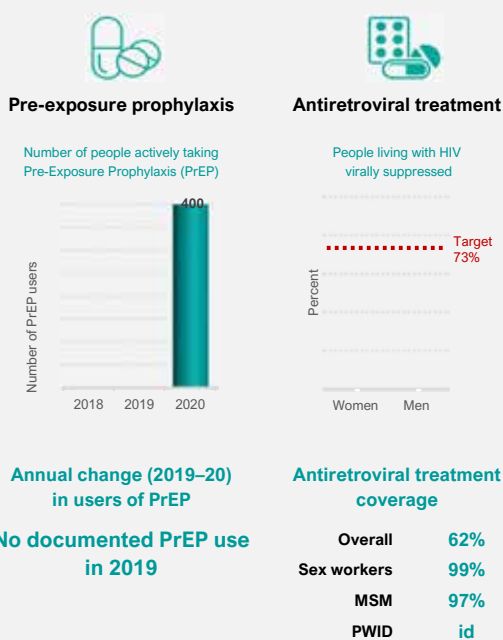 Pre-exposure prophylaxis
Number of people actively taking
Pre-Exposure Prophylaxis (PrEP)
400
Number of PrEP users
2018 2019 2020
Annual change (2019–20)
in users of PrEP
No documented PrEP use
in 2019
Antiretroviral treatment
People living with HIV
virally suppressed
Target
73%
Percent
Women Men
Antiretroviral treatment
coverage
Overall 62%
Sex workers 99%
MSM 97%
PWID id